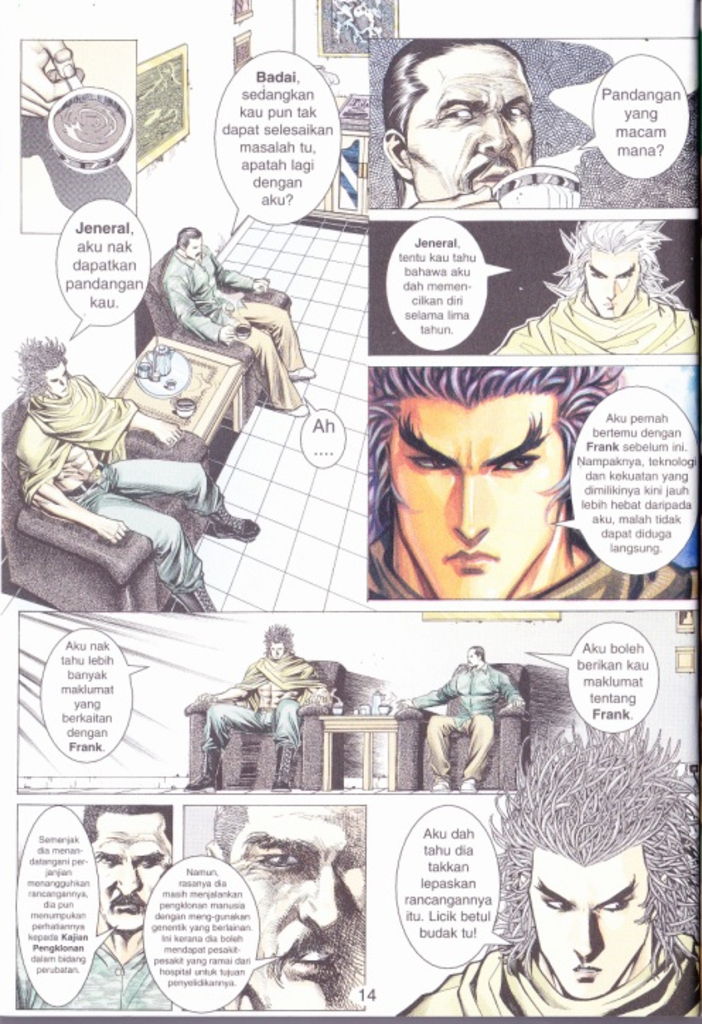 Jeneral,
aku nak
dapatkan
pandangan
kau.
Badai,
sedangkan
kau pun tak
dapat selesaikan
masalah tu,
apatah lagi
dengan
aku?
Ah
....
Pandangan
yang
macam
mana?
Jeneral,
tentu kau tahu
bahawa aku
dah memen-
cilkan diri
selama lima
tahun.
Aku pernah
bertemu dengan
Frank sebelum ini.
Nampaknya, teknologi
dan kekuatan yang
dimilikinya kini jauh
lebih hebat daripada
aku, malah tidak
dapat diduga
langsung.
Aku nak
tahu lebih
banyak
maklumat
yang
berkaitan
dengan
Frank.
Aku boleh
berikan kau
maklumat
tentang
Frank.
Semenjak
dia menan-
datangani per-
janjian
menangguhkan
rancangannya,
dia pun
menumpukan
perhatiannya
kepada Kajian
Pengklonan
dalam bidang
perubatan.
Namun,
rasanya dia
masih menjalankan
pengklonan manusia
dengan meng-gunakan
genentik yang berlainan.
Ini kerana dia boleh
mendapat pesakit-
pesakit yang ramai dari
hospital untuk tujuan
penyelidikannya.
Aku dah
tahu dia
takkan
lepaskan
rancangannya
itu. Licik betul
budak tu!
14